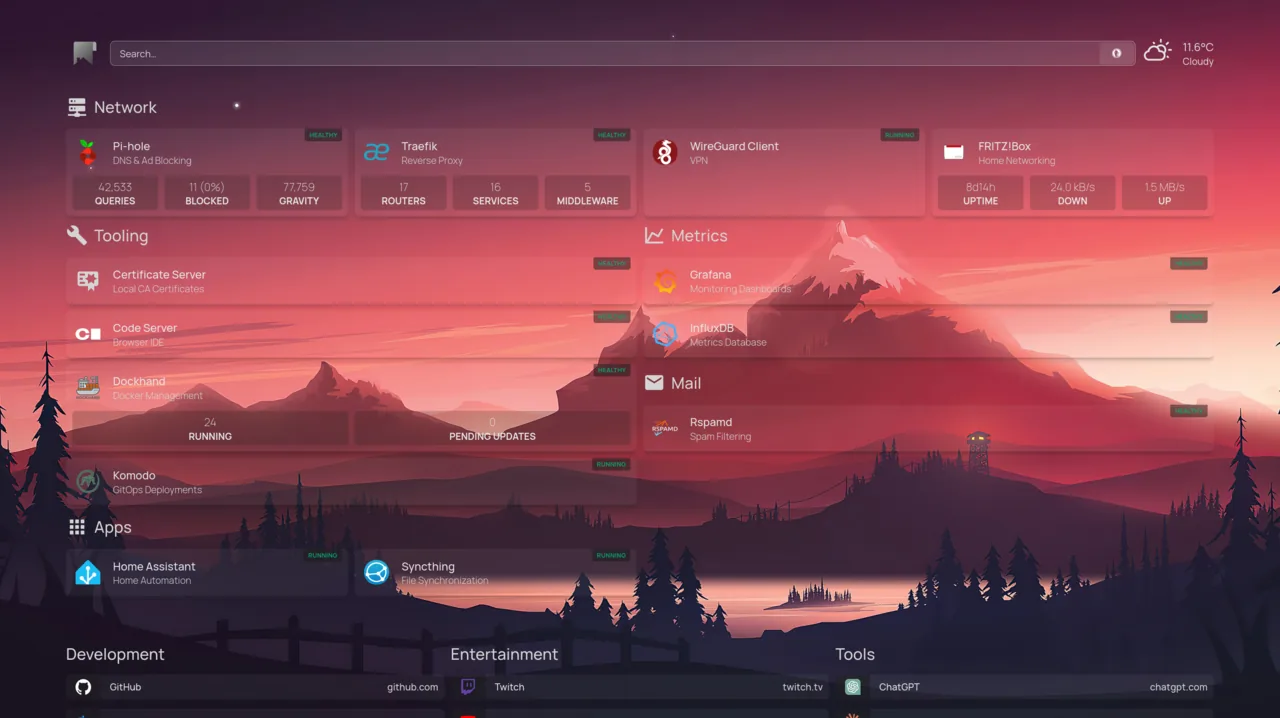 Search...
11.6°C
Cloudy
Network
HEALTHY
Pi-hole
DNS & Ad Blocking
42,533
QUERIES
11 (0%)
BLOCKED
77,759
GRAVITY
HEALTHY
Traefik
Reverse Proxy
17
ROUTERS
16
SERVICES
5
MIDDLEWARE
RUNNING
WireGuard Client
VPN
FRITZ!Box
Home Networking
8d14h
UPTIME
24.0 kB/s
DOWN
1.5 MB/s
UP
Tooling
HEALTHY
Certificate Server
Local CA Certificates
HEALTHY
Code Server
Browser IDE
HEALTHY
Dockhand
Docker Management
24
RUNNING
0
PENDING UPDATES
RUNNING
Komodo
GitOps Deployments
Metrics
HEALTHY
Grafana
Monitoring Dashboards
HEALTHY
InfluxDB
Metrics Database
Mail
HEALTHY
RSPAMD
Rspamd
Spam Filtering
Apps
RUNNING
Home Assistant
Home Automation
RUNNING
Syncthing
File Synchronization
Development
GitHub
github.com
Entertainment
Twitch
twitch.tv
Tools
ChatGPT
chatgpt.com